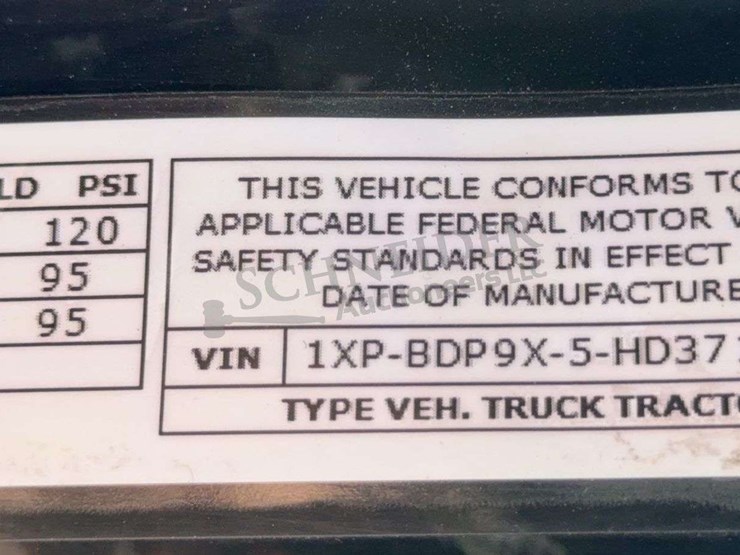 LD PSI
120
95
95
THIS VEHICLE CONFORMS TO
APPLICABLE FEDERAL MOTOR V
SAFETY STANDARDS IN EFFECT
DATE OF MANUFACTURE
VIN 1XP-BDP9X-5-HD37
TYPE VEH. TRUCK TRACTO
SCHNEIDER
Auctioneers LLC